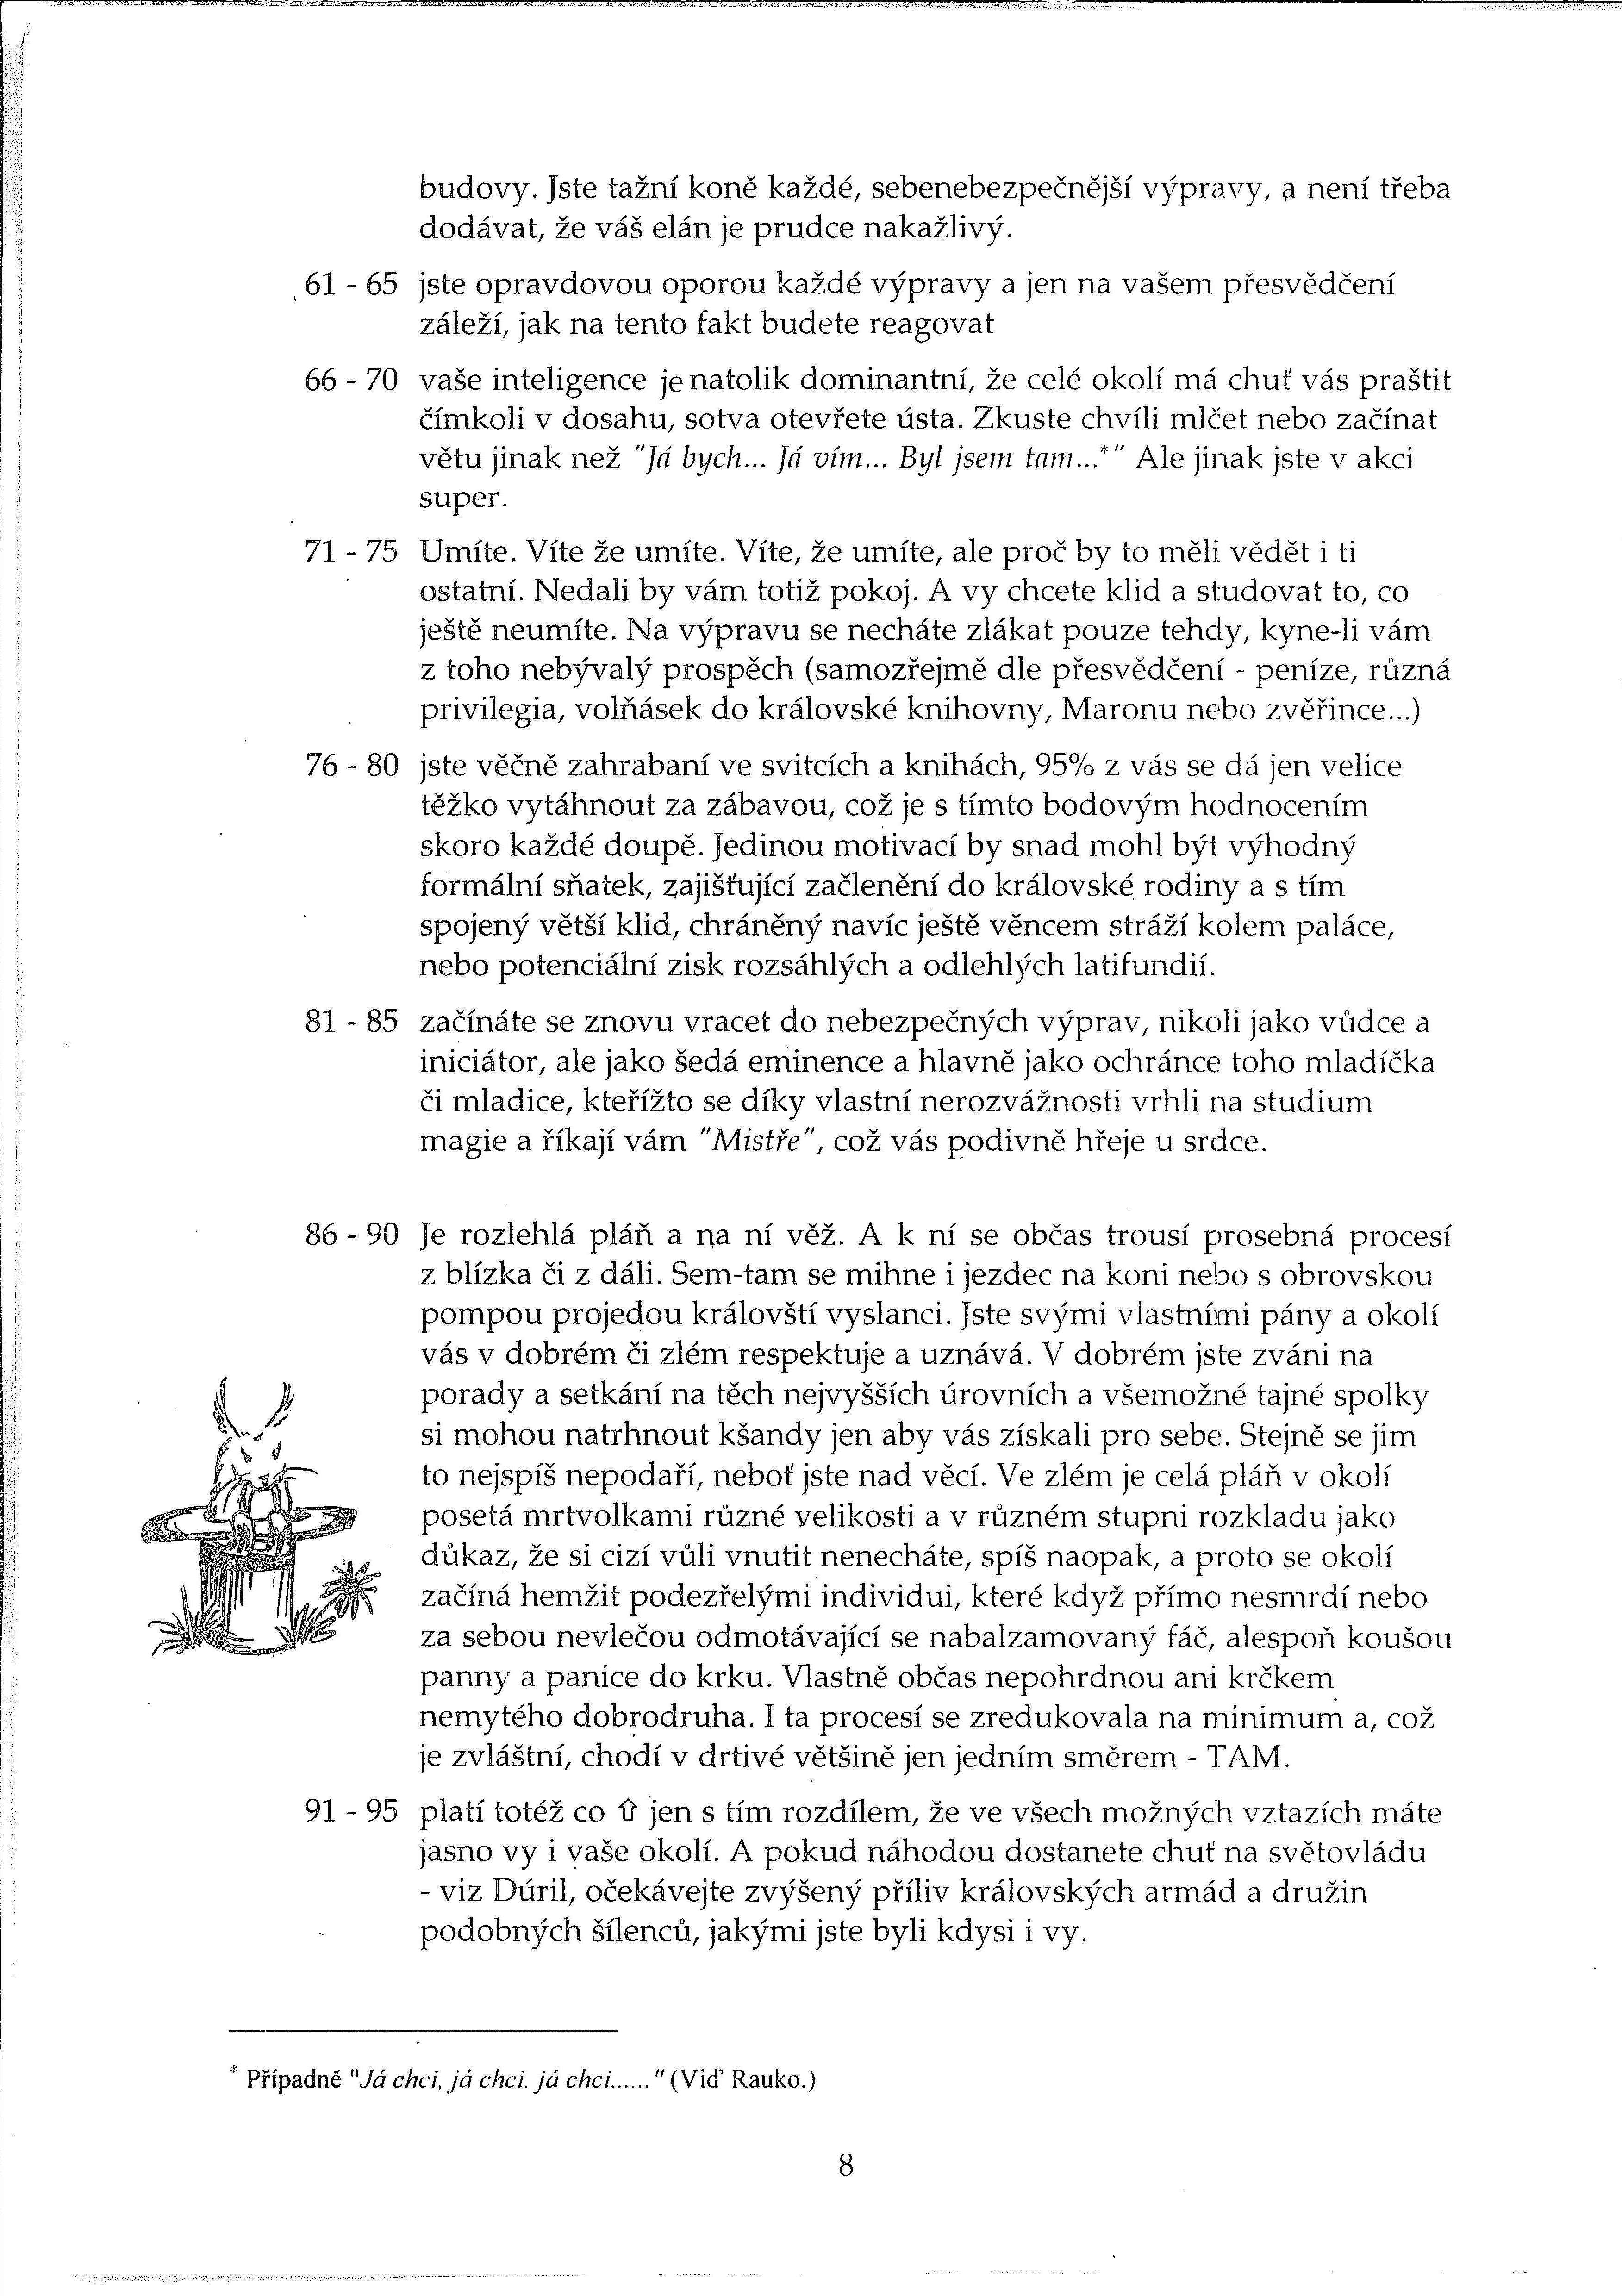 budovy. Jste tažní koně každé, sebenebezpečnější výpravy, a není třeba
dodávat, že váš elán je prudce nakažlivý.
61 - 65 jste opravdovou oporou každé výpravy a jen na vašem přesvědčení
záleží, jak na tento fakt budete reagovat
66 - 70 vaše inteligence je natolik dominantní, že celé okolí má chuť vás praštit
čímkoli v dosahu, sotva otevřete ústa. Zkuste chvíli mlčet nebo začínat
větu jinak než "Já bych... Já vím... Byl jsem tam...*" Ale jinak jste v akci
super.
71 - 75 Umíte. Víte že umíte. Víte, že umíte, ale proč by to měli vědět i ti
ostatní. Nedali by vám totiž pokoj. A vy chcete klid a studovat to, co
ještě neumíte. Na výpravu se necháte zlákat pouze tehdy, kyne-li vám
z toho nebývalý prospěch (samozřejmě dle přesvědčení - peníze, různá
privilegia, volňásek do královské knihovny, Maronu nebo zvěřince...)
76 - 80 jste věčně zahrabaní ve svitcích a knihách, 95% z vás se dá jen velice
těžko vytáhnout za zábavou, což je s tímto bodovým hodnocením
skoro každé doupě. Jedinou motivací by snad mohl být výhodný
formální sňatek, zajišťující začlenění do královské rodiny a s tím
spojený větší klid, chráněný navíc ještě věncem stráží kolem paláce,
nebo potenciální zisk rozsáhlých a odlehlých latifundií.
81 - 85 začínáte se znovu vracet do nebezpečných výprav, nikoli jako vůdce a
iniciátor, ale jako šedá eminence a hlavně jako ochránce toho mladíčka
či mladice, kteřížto se díky vlastní nerozvážnosti vrhli na studium
magie a říkají vám "Mistře", což vás podivně hřeje u srdce.
86 - 90 Je rozlehlá pláň a na ní věž. A k ní se občas trousí prosebná procesí
z blízka či z dáli. Sem-tam se mihne i jezdec na koni nebo s obrovskou
pompou projedou královští vyslanci. Jste svými vlastními pány a okolí
vás v dobrém či zlém respektuje a uznává. V dobrém jste zváni na
porady a setkání na těch nejvyšších úrovních a všemožné tajné spolky
si mohou natrhnout kšandy jen aby vás získali pro sebe. Stejně se jim
to nejspíš nepodaří, neboť jste nad věcí. Ve zlém je celá pláň v okolí
posetá mrtvolkami různé velikosti a v různém stupni rozkladu jako
důkaz, že si cizí vůli vnutit nenecháte, spíš naopak, a proto se okolí
začíná hemžit podezřelými individui, které když přímo nesmrdí nebo
za sebou nevlečou odmotávající se nabalzamovaný fáč, alespoň koušou
panny a panice do krku. Vlastně občas nepohrdnou ani krčkem
nemytého dobrodruha. I ta procesí se zredukovala na minimum a, což
je zvláštní, chodí v drtivé většině jen jedním směrem - TAM.
91 - 95 platí totéž co ⇧ jen s tím rozdílem, že ve všech možných vztazích máte
jasno vy i vaše okolí. A pokud náhodou dostanete chuť na světovládu
- viz Dúril, očekávejte zvýšený příliv královských armád a družin
podobných šílenců, jakými jste byli kdysi i vy.
* Případně "Já chci, já chci. já chci......" (Viď Rauko.)
8